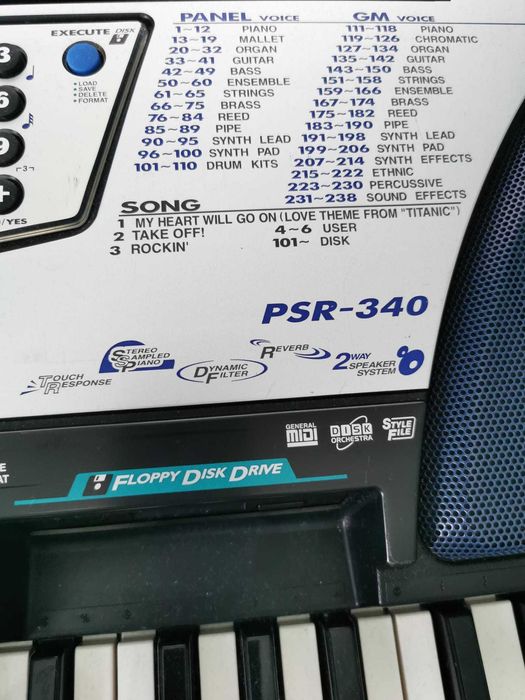 EXECUTE DISK
• LOAD
• SAVE
• DELETE
• FORMAT
3
6
9
3
+
/YES
PANEL VOICE
1~12 PIANO
13~19 MALLET
20~32 ORGAN
33~41 GUITAR
42~49 BASS
50~60 ENSEMBLE
61~65 STRINGS
66~75 BRASS
76~84 REED
85~89 PIPE
90~95 SYNTH LEAD
96~100 SYNTH PAD
101~110 DRUM KITS
GM VOICE
111~118 PIANO
119~126 CHROMATIC
127~134 ORGAN
135~142 GUITAR
143~150 BASS
151~158 STRINGS
159~166 ENSEMBLE
167~174 BRASS
175~182 REED
183~190 PIPE
191~198 SYNTH LEAD
199~206 SYNTH PAD
207~214 SYNTH EFFECTS
215~222 ETHNIC
223~230 PERCUSSIVE
231~238 SOUND EFFECTS
SONG
1 MY HEART WILL GO ON (LOVE THEME FROM "TITANIC")
2 TAKE OFF! 4~6 USER
3 ROCKIN' 101~ DISK
PSR-340
TOUCH RESPONSE
STEREO SAMPLED PIANO
DYNAMIC FILTER
REVERB
2WAY SPEAKER SYSTEM
GENERAL MIDI
DISK ORCHESTRA
STYLE FILE
FLOPPY DISK DRIVE